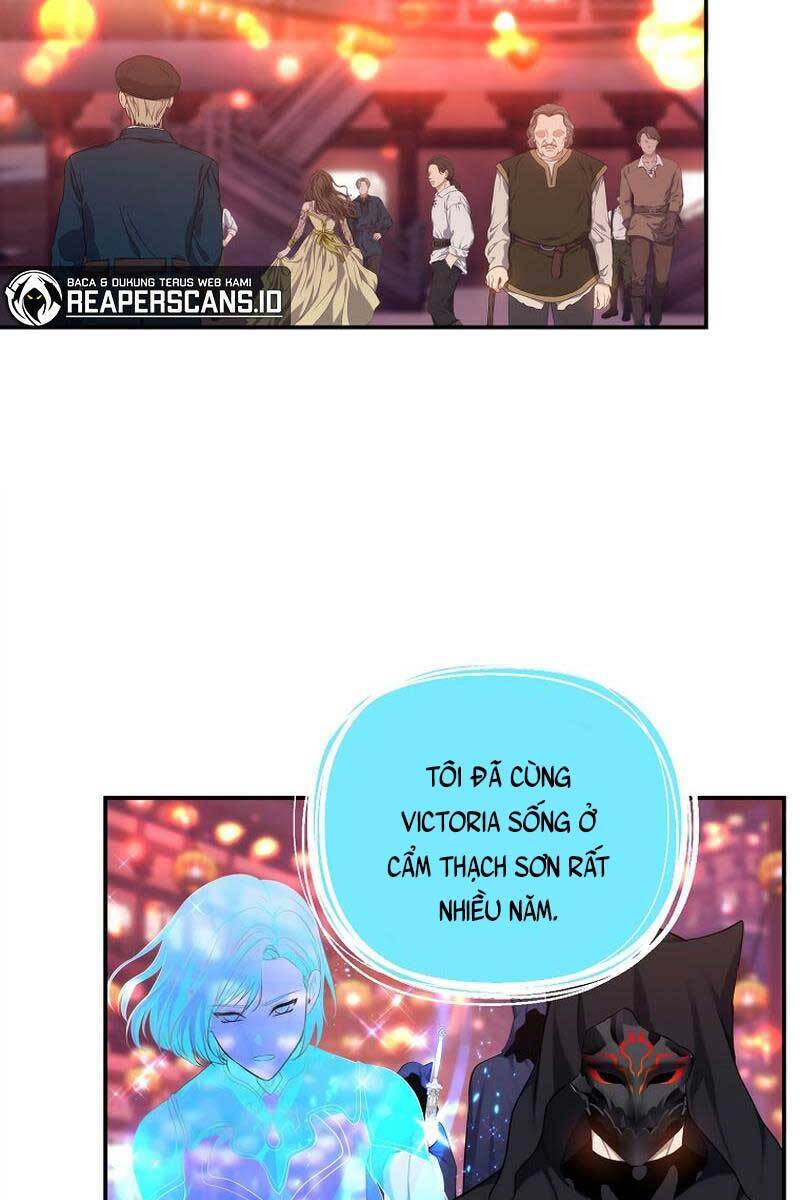 BACA & DUKUNG TERUS WEB KAMI
REAPERSCANS.ID
TÔI ĐÃ CÙNG
VICTORIA SỐNG Ở
CẨM THẠCH SƠN RẤT
NHIỀU NĂM.